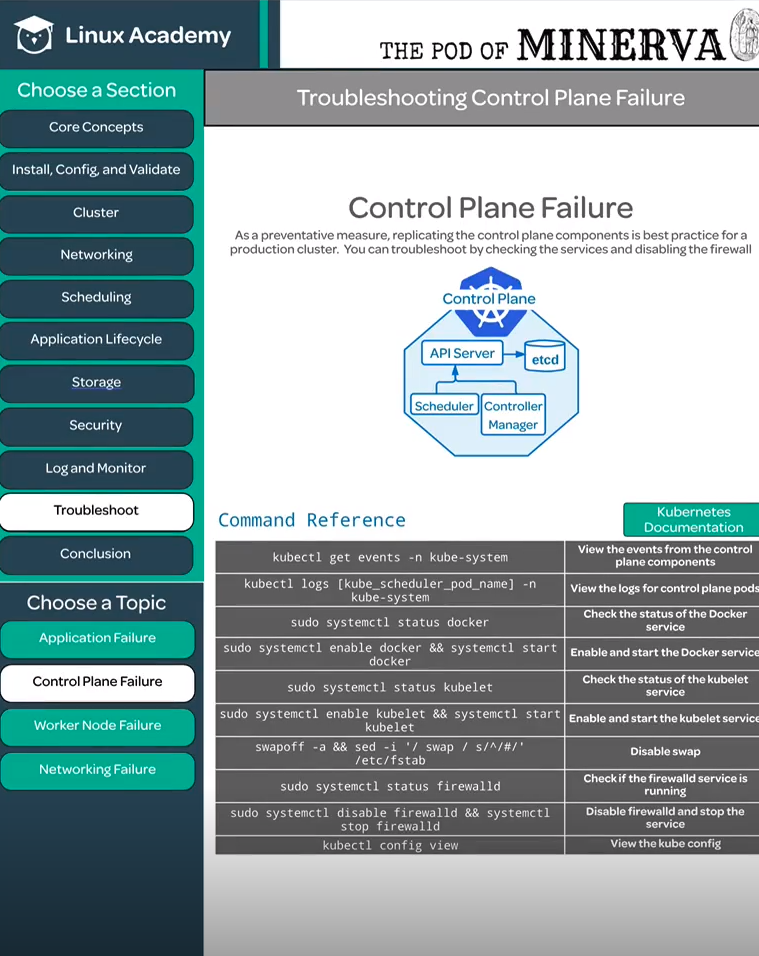 Linux Academy
THE POD OF MINERVA
Choose a Section
Core Concepts
Install, Config, and Validate
Cluster
Networking
Scheduling
Application Lifecycle
Storage
Security
Log and Monitor
Troubleshoot
Conclusion
Choose a Topic
Application Failure
Control Plane Failure
Worker Node Failure
Networking Failure
Troubleshooting Control Plane Failure
Control Plane Failure
As a preventative measure, replicating the control plane components is best practice for a
production cluster. You can troubleshoot by checking the services and disabling the firewall
Control Plane
API Server
etcd
Scheduler
Controller
Manager
Command Reference
Kubernetes
Documentation
kubectl get events -n kube-system
View the events from the control
plane components
kubectl logs [kube_scheduler_pod_name] -n
kube-system
View the logs for control plane pods
sudo systemctl status docker
Check the status of the Docker
service
sudo systemctl enable docker && systemctl start
docker
Enable and start the Docker service
sudo systemctl status kubelet
Check the status of the kubelet
service
sudo systemctl enable kubelet && systemctl start
kubelet
Enable and start the kubelet service
swapoff -a && sed -i '/ swap / s/^/#/'
/etc/fstab
Disable swap
sudo systemctl status firewalld
Check if the firewalld service is
running
sudo systemctl disable firewalld && systemctl
stop firewalld
Disable firewalld and stop the
service
kubectl config view
View the kube config